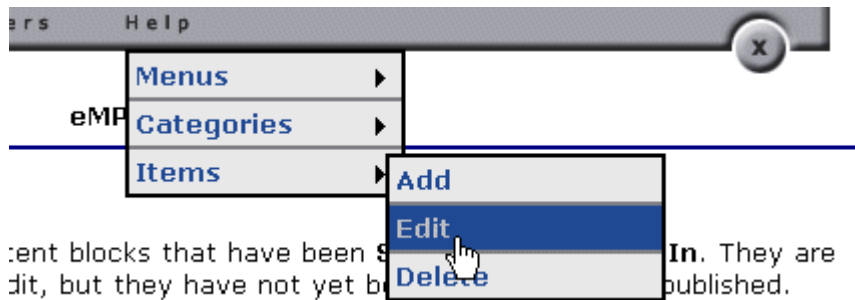 ers Help
x
Menus
eMP Categories
Items
Add
Edit
tent blocks that have been S In. They are
dit, but they have not yet b Delete published.